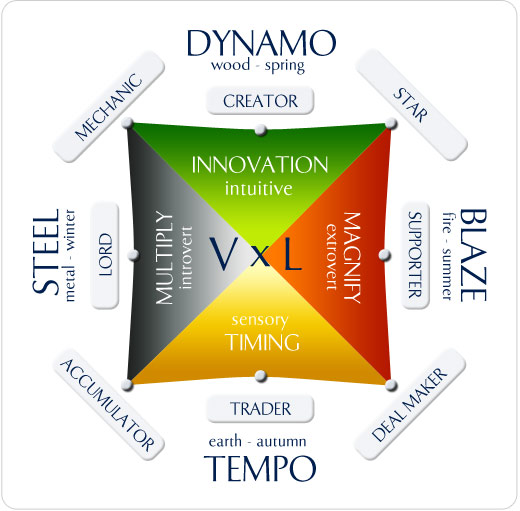 DYNAMO
wood - spring
MECHANIC
CREATOR
STAR
INNOVATION
intuitive
STEEL
metal - winter
LORD
MULTIPLY
introvert
V x L
MAGNIFY
extrovert
SUPPORTER
BLAZE
fire - summer
sensory
TIMING
ACCUMULATOR
TRADER
DEAL MAKER
earth - autumn
TEMPO